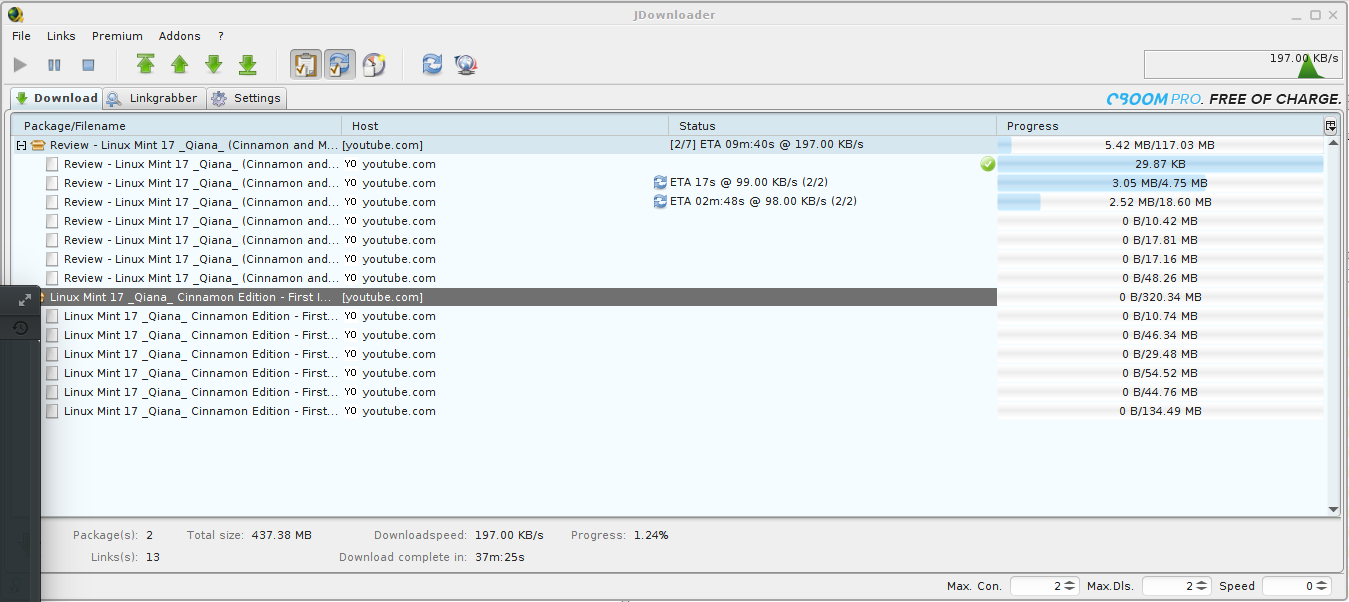 JDownloader
File Links Premium Addons ?
197.00 KB/s
Download Linkgrabber Settings
CBOOM PRO. FREE OF CHARGE.
Package/Filename Host Status Progress
Review - Linux Mint 17 _Qiana_ (Cinnamon and M... [youtube.com] [2/7] ETA 09m:40s @ 197.00 KB/s 5.42 MB/117.03 MB
Review - Linux Mint 17 _Qiana_ (Cinnamon and... YO youtube.com 29.87 KB
Review - Linux Mint 17 _Qiana_ (Cinnamon and... YO youtube.com ETA 17s @ 99.00 KB/s (2/2) 3.05 MB/4.75 MB
Review - Linux Mint 17 _Qiana_ (Cinnamon and... YO youtube.com ETA 02m:48s @ 98.00 KB/s (2/2) 2.52 MB/18.60 MB
Review - Linux Mint 17 _Qiana_ (Cinnamon and... YO youtube.com 0 B/10.42 MB
Review - Linux Mint 17 _Qiana_ (Cinnamon and... YO youtube.com 0 B/17.81 MB
Review - Linux Mint 17 _Qiana_ (Cinnamon and... YO youtube.com 0 B/17.16 MB
Review - Linux Mint 17 _Qiana_ (Cinnamon and... YO youtube.com 0 B/48.26 MB
Linux Mint 17 _Qiana_ Cinnamon Edition - First I... [youtube.com] 0 B/320.34 MB
Linux Mint 17 _Qiana_ Cinnamon Edition - First... YO youtube.com 0 B/10.74 MB
Linux Mint 17 _Qiana_ Cinnamon Edition - First... YO youtube.com 0 B/46.34 MB
Linux Mint 17 _Qiana_ Cinnamon Edition - First... YO youtube.com 0 B/29.48 MB
Linux Mint 17 _Qiana_ Cinnamon Edition - First... YO youtube.com 0 B/54.52 MB
Linux Mint 17 _Qiana_ Cinnamon Edition - First... YO youtube.com 0 B/44.76 MB
Linux Mint 17 _Qiana_ Cinnamon Edition - First... YO youtube.com 0 B/134.49 MB
Package(s): 2 Total size: 437.38 MB Downloadspeed: 197.00 KB/s Progress: 1.24%
Links(s): 13 Download complete in: 37m:25s
Max. Con. 2 Max.Dls. 2 Speed 0